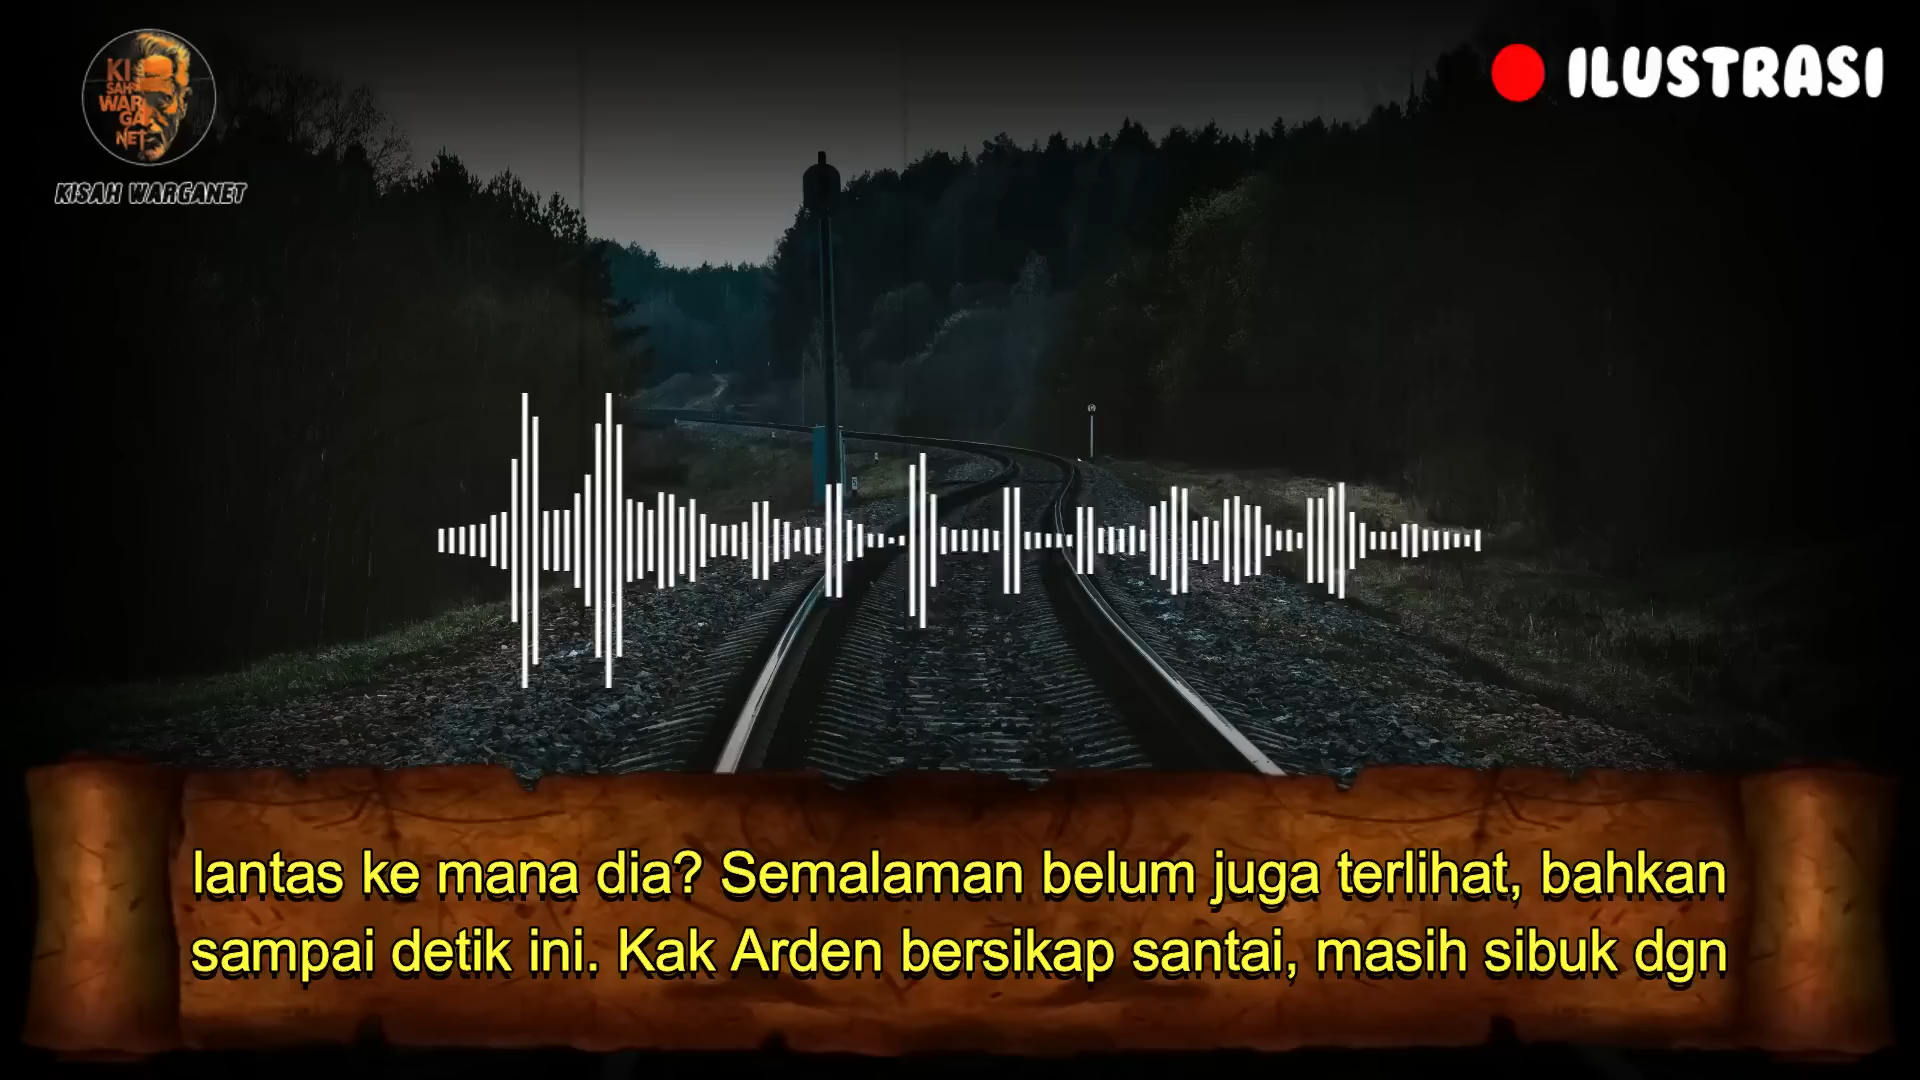 KI
SAH
WAR
GA
NET
KISAH WARGANET
ILUSTRASI
lantas ke mana dia? Semalaman belum juga terlihat, bahkan
sampai detik ini. Kak Arden bersikap santai, masih sibuk dgn